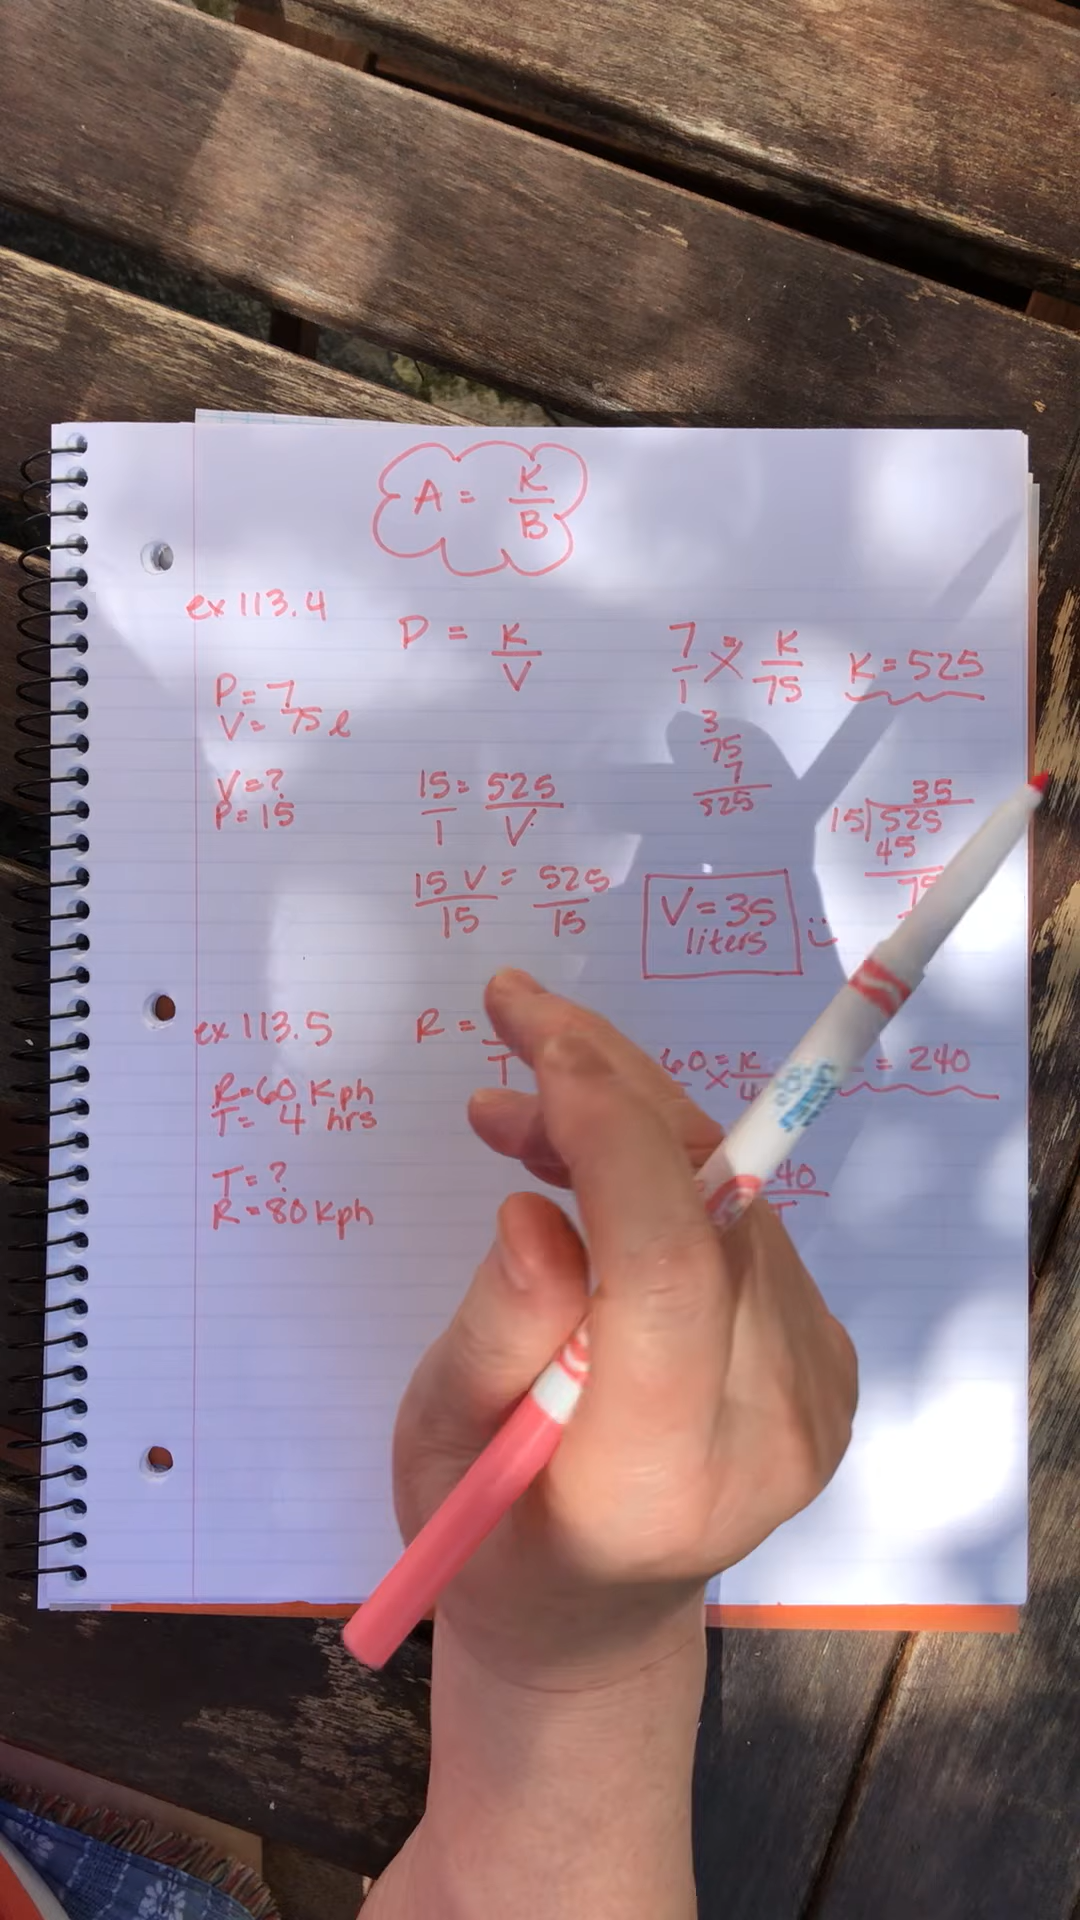 A = K/B
ex 113.4
P = K/V
7/1 = K/75
K = 525
P = 7
V = 75 l
3
75
7
525
V = ?
P = 15
15/1 = 525/V
35
15)525
45
15 V/15 = 525/15
V = 35
liters
ex 113.5
R =
T
60 = K
= 240
R = 60 Kph
T = 4 hrs
T = ?
R = 80 Kph